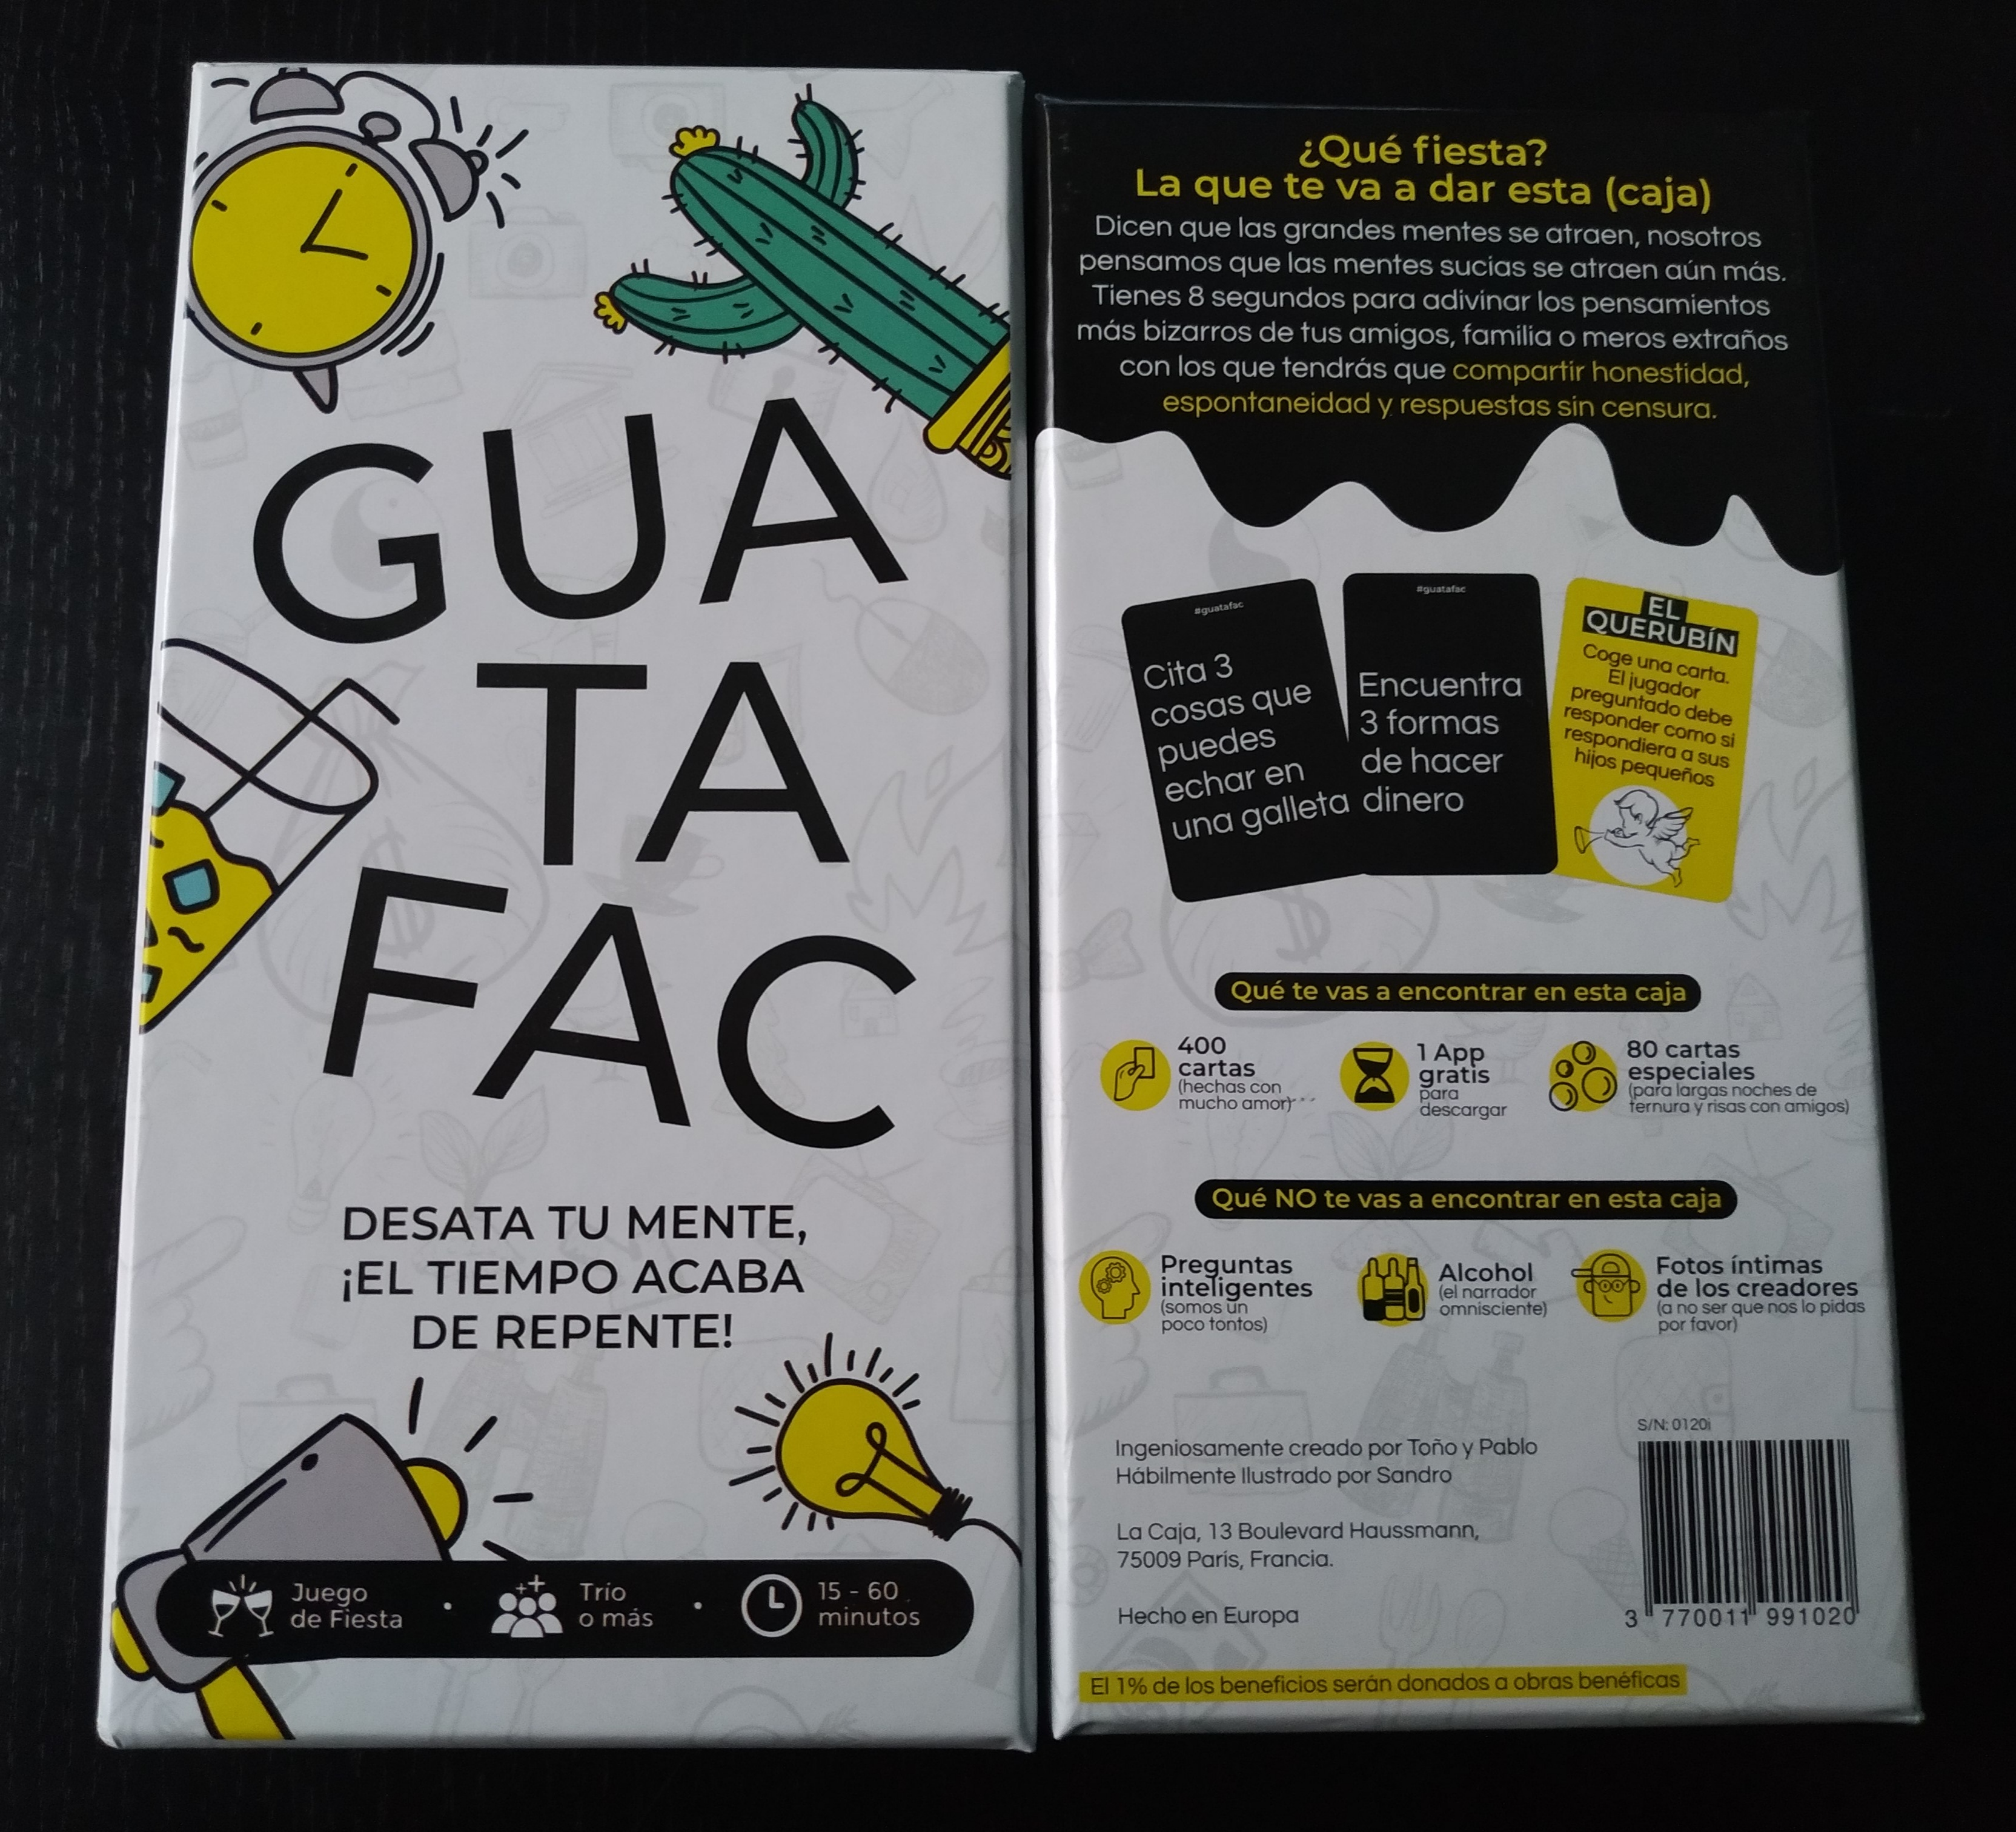 GUA
TA
FAC
DESATA TU MENTE,
¡EL TIEMPO ACABA
DE REPENTE!
Juego
de Fiesta
Trío
o más
15 - 60
minutos
¿Qué fiesta?
La que te va a dar esta (caja)
Dicen que las grandes mentes se atraen, nosotros
pensamos que las mentes sucias se atraen aún más.
Tienes 8 segundos para adivinar los pensamientos
más bizarros de tus amigos, familia o meros extraños
con los que tendrás que compartir honestidad,
espontaneidad y respuestas sin censura.
#guatafac
Cita 3
cosas que
puedes
echar en
una galleta
#guatafac
Encuentra
3 formas
de hacer
dinero
EL
QUERUBÍN
Coge una carta.
El jugador
preguntado debe
responder como si
respondiera a sus
hijos pequeños
Qué te vas a encontrar en esta caja
400
cartas
(hechas con
mucho amor)
1 App
gratis
para
descargar
80 cartas
especiales
(para largas noches de
ternura y risas con amigos)
Qué NO te vas a encontrar en esta caja
Preguntas
inteligentes
(somos un
poco tontos)
Alcohol
(el narrador
omnisciente)
Fotos íntimas
de los creadores
(a no ser que nos lo pidas
por favor)
Ingeniosamente creado por Toño y Pablo
Hábilmente Ilustrado por Sandro
La Caja, 13 Boulevard Haussmann,
75009 París, Francia.
Hecho en Europa
S/N: 0120i
3 770011 991020
El 1% de los beneficios serán donados a obras benéficas